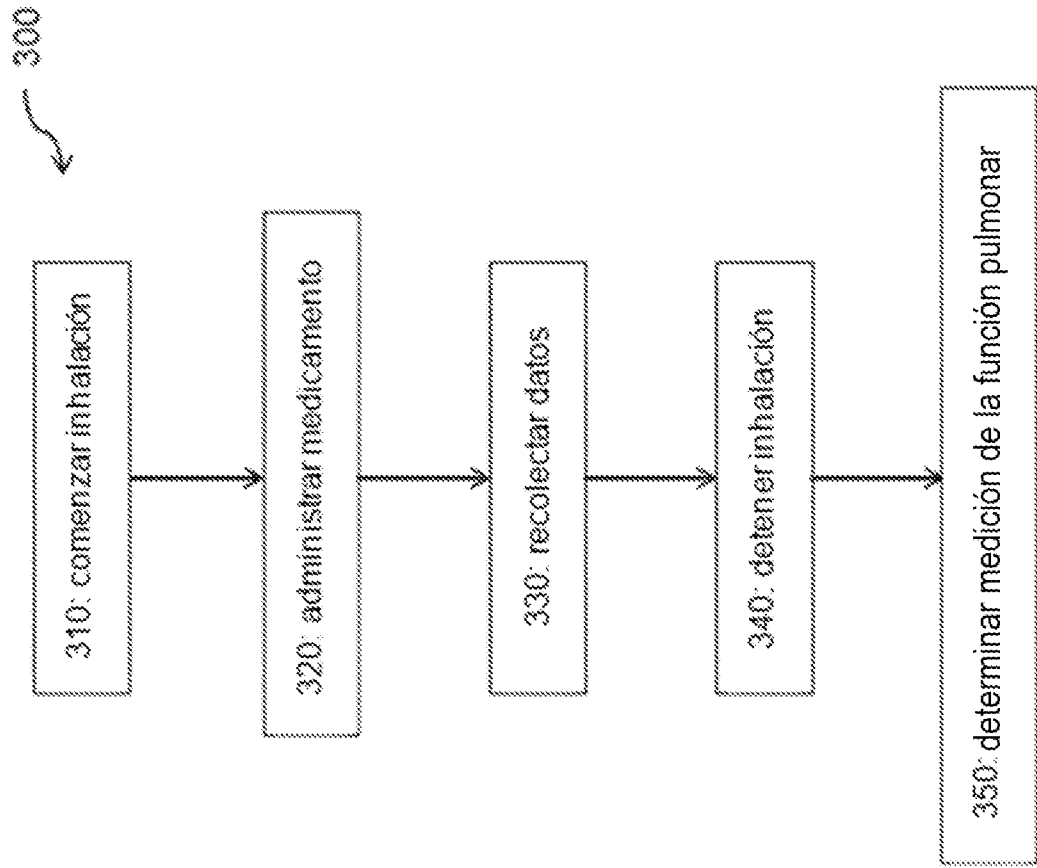 300
310: comenzar inhalación
320: administrar medicamento
330: recolectar datos
340: detener inhalación
350: determinar medición de la función pulmonar